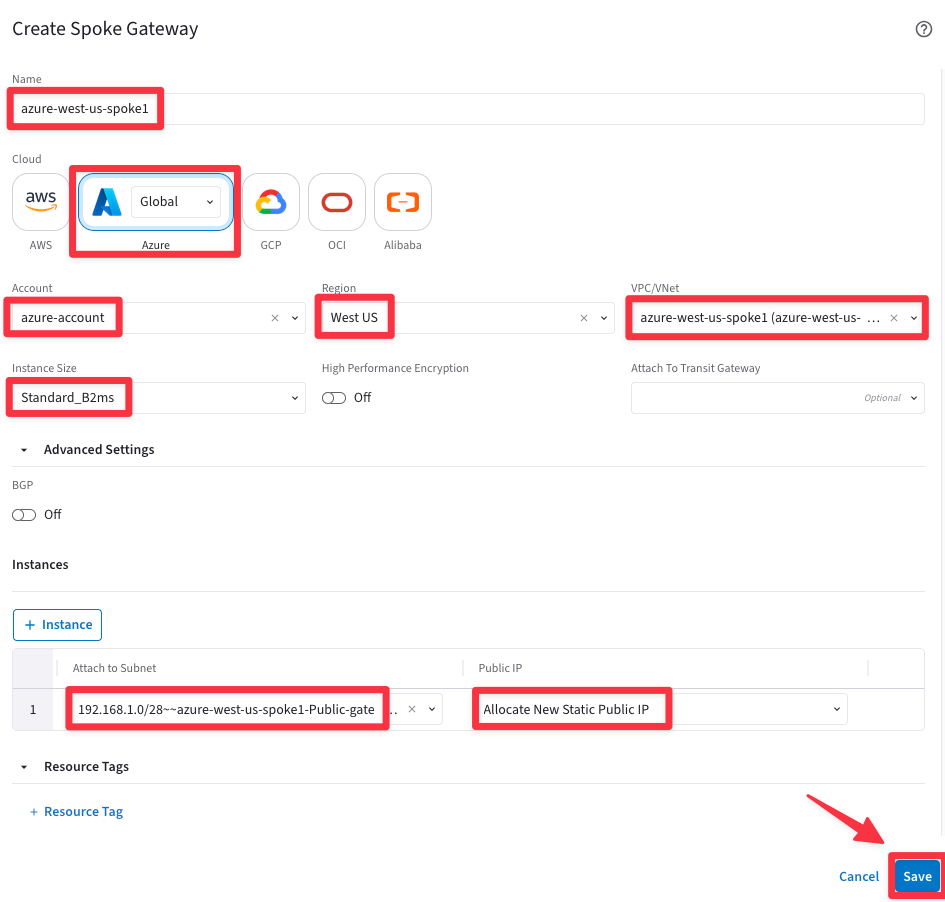 Create Spoke Gateway
Name
azure-west-us-spoke1
Cloud
aws
Global
AWS
Azure
GCP
OCI
Alibaba
Account
Region
VPC/VNet
azure-account
West US
azure-west-us-spoke1 (azure-west-us- ...
Instance Size
High Performance Encryption
Attach To Transit Gateway
Standard_B2ms
Off
Optional
Advanced Settings
BGP
Off
Instances
+ Instance
Attach to Subnet
Public IP
1
192.168.1.0/28~~azure-west-us-spoke1-Public-gate ..
Allocate New Static Public IP
Resource Tags
+ Resource Tag
Cancel
Save